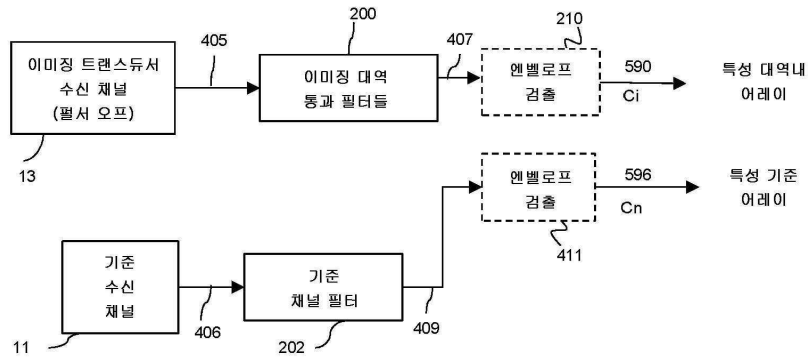 200
210
405
407
이미징 트랜스듀서
수신 채널
(펄서 오프)
이미징 대역
통과 필터들
엔벨로프
검출
590
Ci
특성 대역내
어레이
13
엔벨로프
검출
596
Cn
특성 기준
어레이
411
기준
수신
채널
기준
채널 필터
11
406
202
409